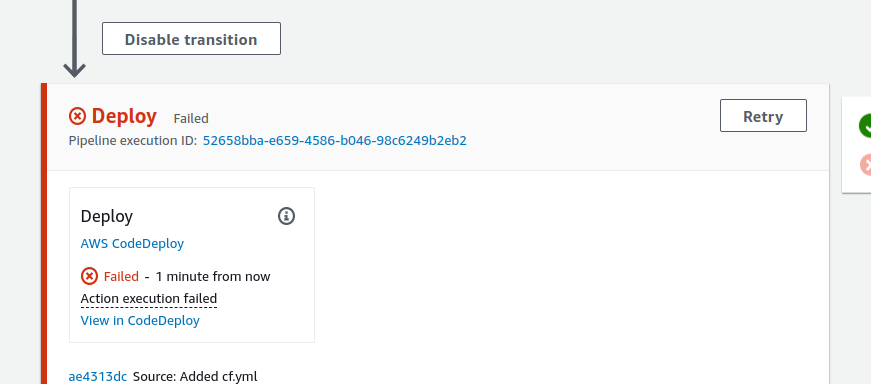 Disable transition
Deploy Failed
Retry
Pipeline execution ID: 52658bba-e659-4586-b046-98c6249b2eb2
Deploy
AWS CodeDeploy
Failed - 1 minute from now
Action execution failed
View in CodeDeploy
ae4313dc Source: Added cf.yml